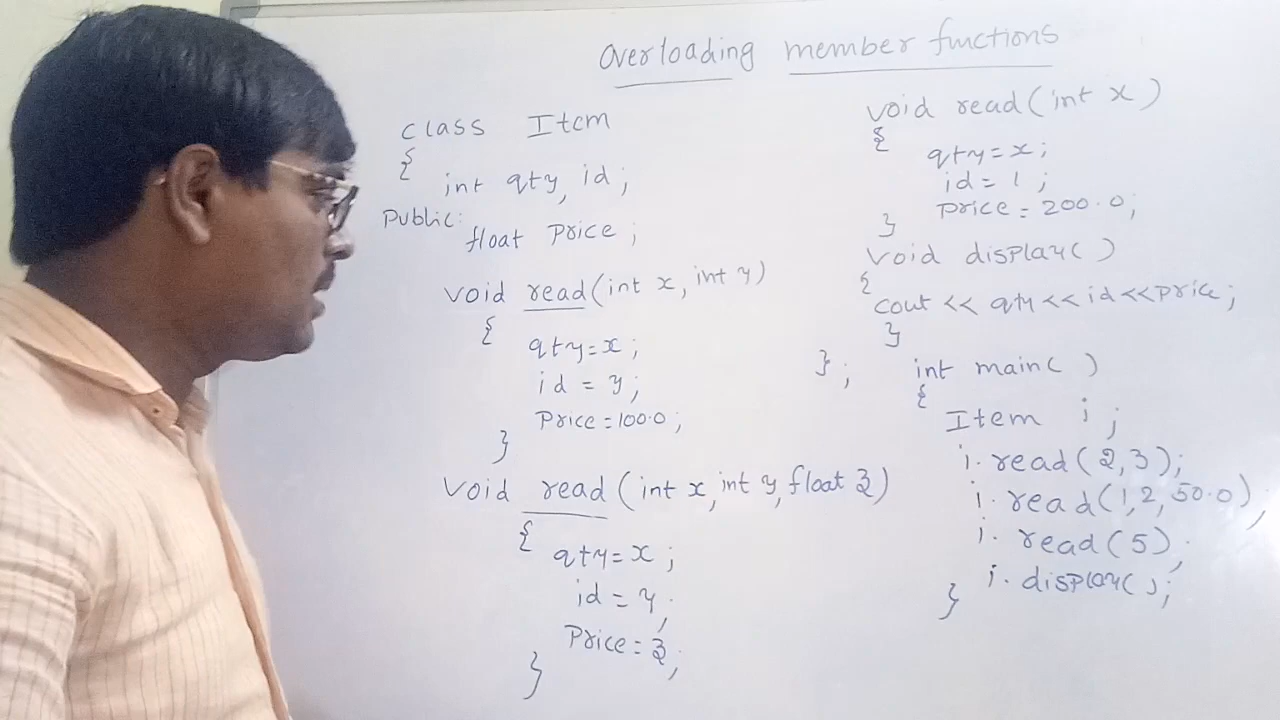 Overloading member functions
class Item
{
int qty, id;
Public:
float Price;
void read(int x, int y)
{
qty=x;
id = y;
Price=100.0;
}
void read (int x, int y, float z)
{
qty=x;
id = y;
Price=z;
}
void read(int x)
{
qty=x;
id=1;
price=200.0;
}
void display()
{
cout << qty << id <<price;
}
};
int main()
{
Item i;
i.read(2,3);
i.read(1,2,50.0);
i.read(5);
i.display();
}